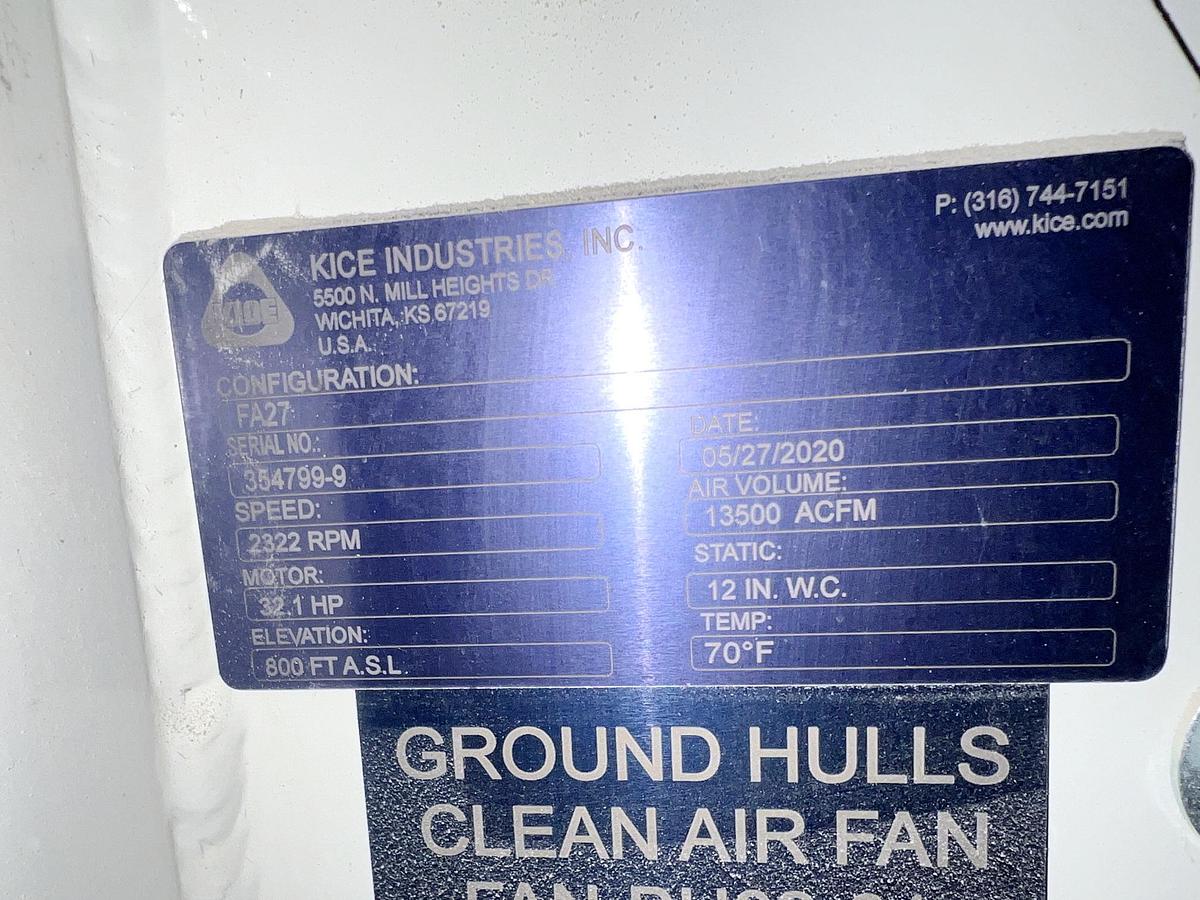 KICE
KICE INDUSTRIES, INC.
5500 N. MILL HEIGHTS DR
WICHITA, KS 67219
U.S.A.
P: (316) 744-7151
www.kice.com
CONFIGURATION:
FA27
SERIAL NO.:
354799-9
DATE:
05/27/2020
SPEED:
2322 RPM
AIR VOLUME:
13500 ACFM
MOTOR:
32.1 HP
STATIC:
12 IN. W.C.
ELEVATION:
800 FT A.S.L.
TEMP:
70°F
GROUND HULLS
CLEAN AIR FAN